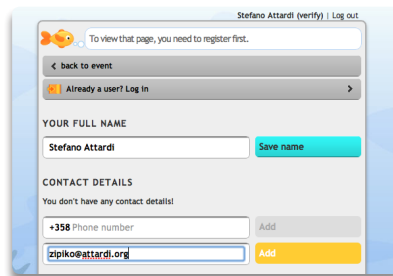 Stefano Attardi (verify) | Log out
To view that page, you need to register first.
back to event
Already a user? Log in
YOUR FULL NAME
Stefano Attardi Save name
CONTACT DETAILS
You don't have any contact details!
+358 Phone number Add
zipiko@attardi.org Add